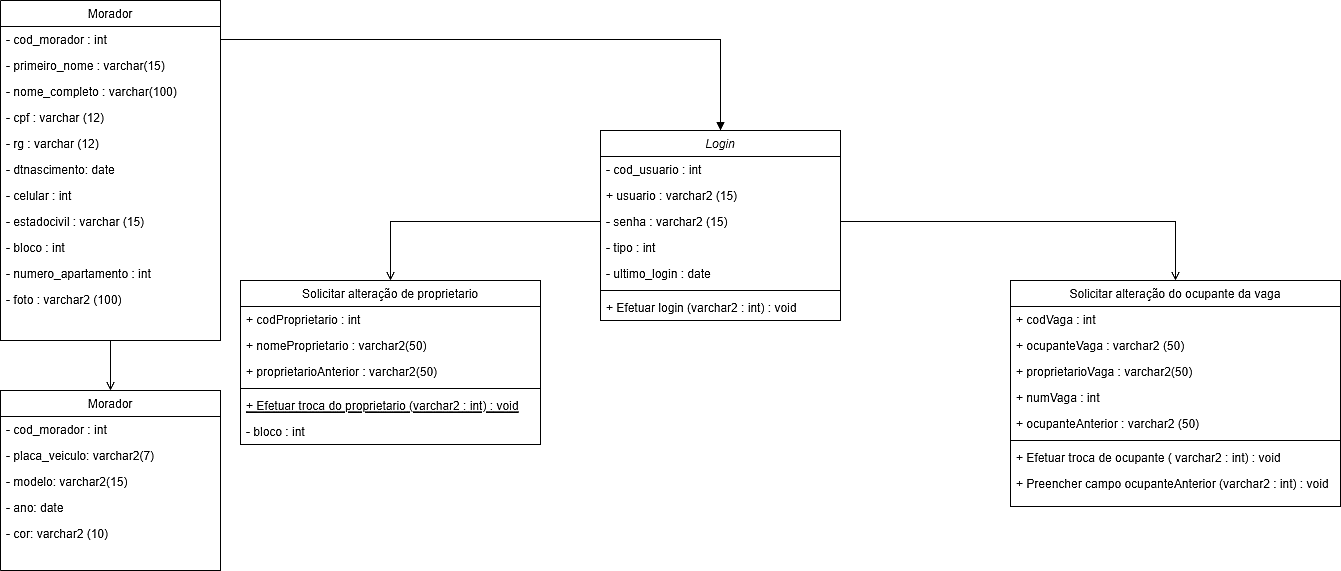 Morador
- cod_morador : int
- primeiro_nome : varchar(15)
- nome_completo : varchar(100)
- cpf : varchar (12)
- rg : varchar (12)
- dtnascimento: date
- celular : int
- estadocivil : varchar (15)
- bloco : int
- numero_apartamento : int
- foto : varchar2 (100)
Morador
- cod_morador : int
- placa_veiculo: varchar2(7)
- modelo: varchar2(15)
- ano: date
- cor: varchar2 (10)
Login
- cod_usuario : int
+ usuario : varchar2 (15)
- senha : varchar2 (15)
- tipo : int
- ultimo_login : date
+ Efetuar login (varchar2 : int) : void
Solicitar alteração de proprietario
+ codProprietario : int
+ nomeProprietario : varchar2(50)
+ proprietarioAnterior : varchar2(50)
+ Efetuar troca do proprietario (varchar2 : int) : void
- bloco : int
Solicitar alteração do ocupante da vaga
+ codVaga : int
+ ocupanteVaga : varchar2 (50)
+ proprietarioVaga : varchar2(50)
+ numVaga : int
+ ocupanteAnterior : varchar2 (50)
+ Efetuar troca de ocupante ( varchar2 : int) : void
+ Preencher campo ocupanteAnterior (varchar2 : int) : void